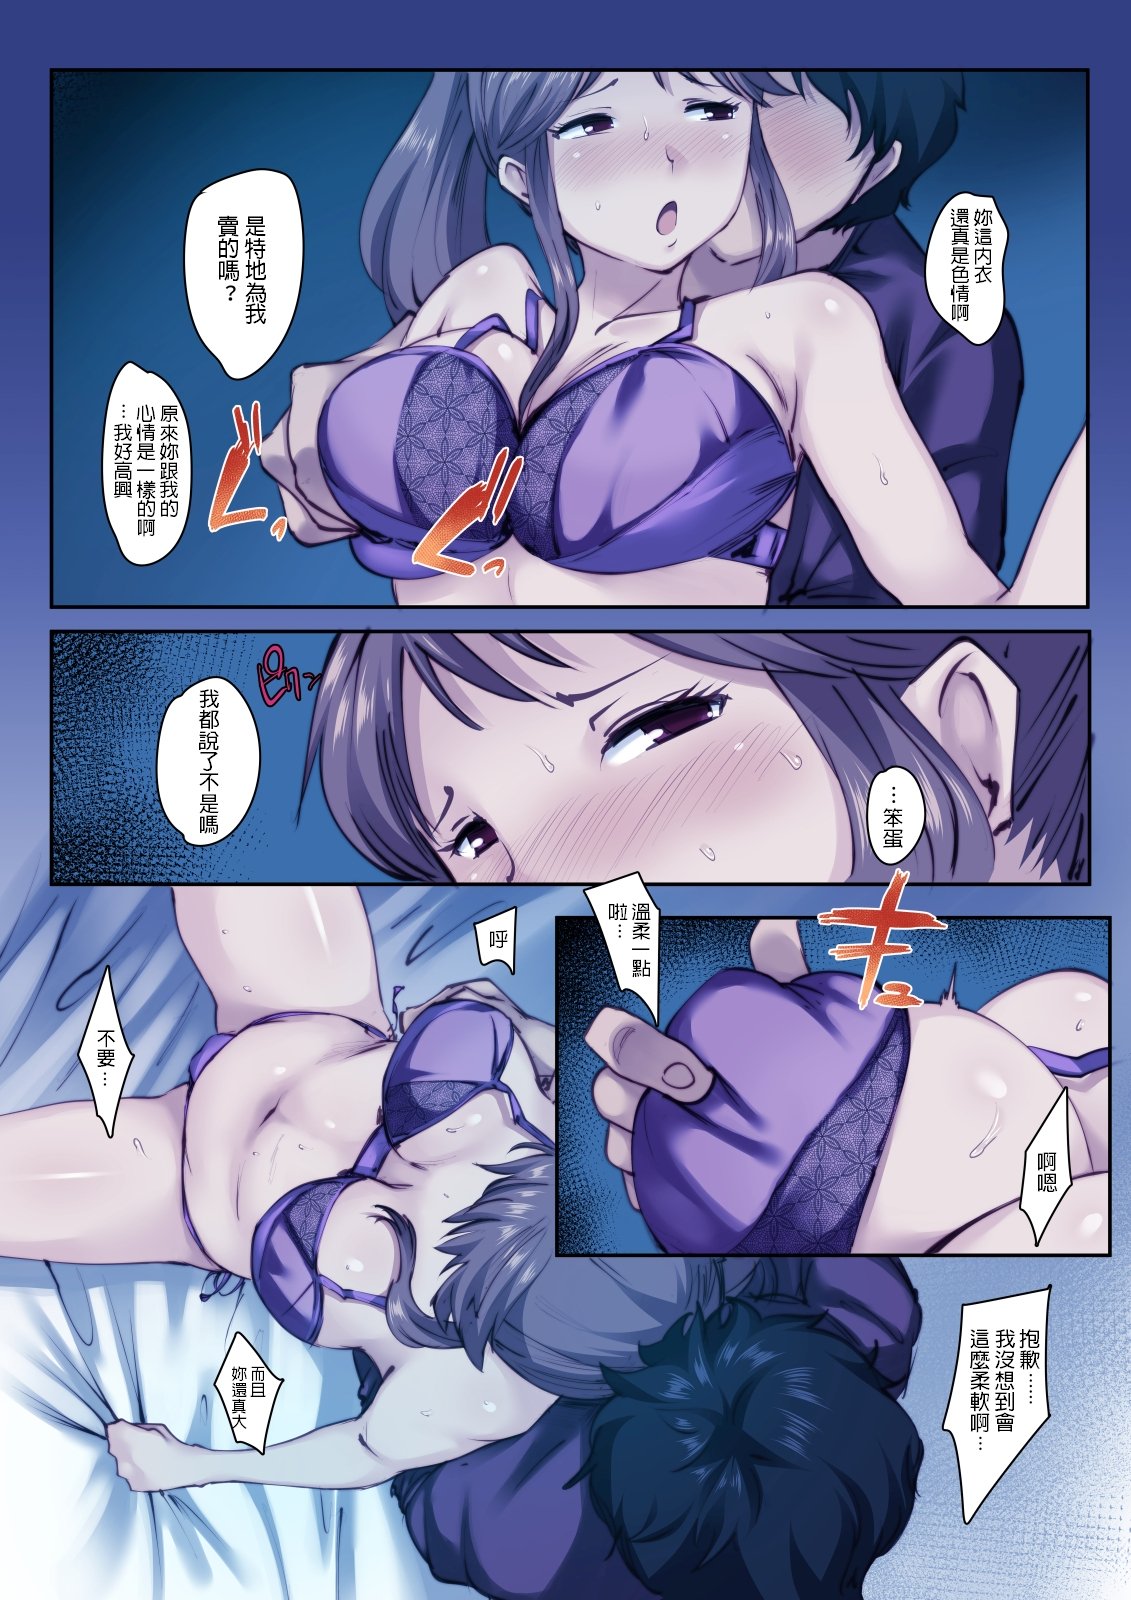 妳這內衣
還真是色情啊
是特地為我
賣的嗎？
原來妳跟我的
心情是一樣的啊
…我好高興
…笨蛋
我都說了不是嗎
溫柔一點
啦…
啊嗯
呼
不要…
抱歉……
我沒想到會
這麼柔軟啊…
而且
妳還真大